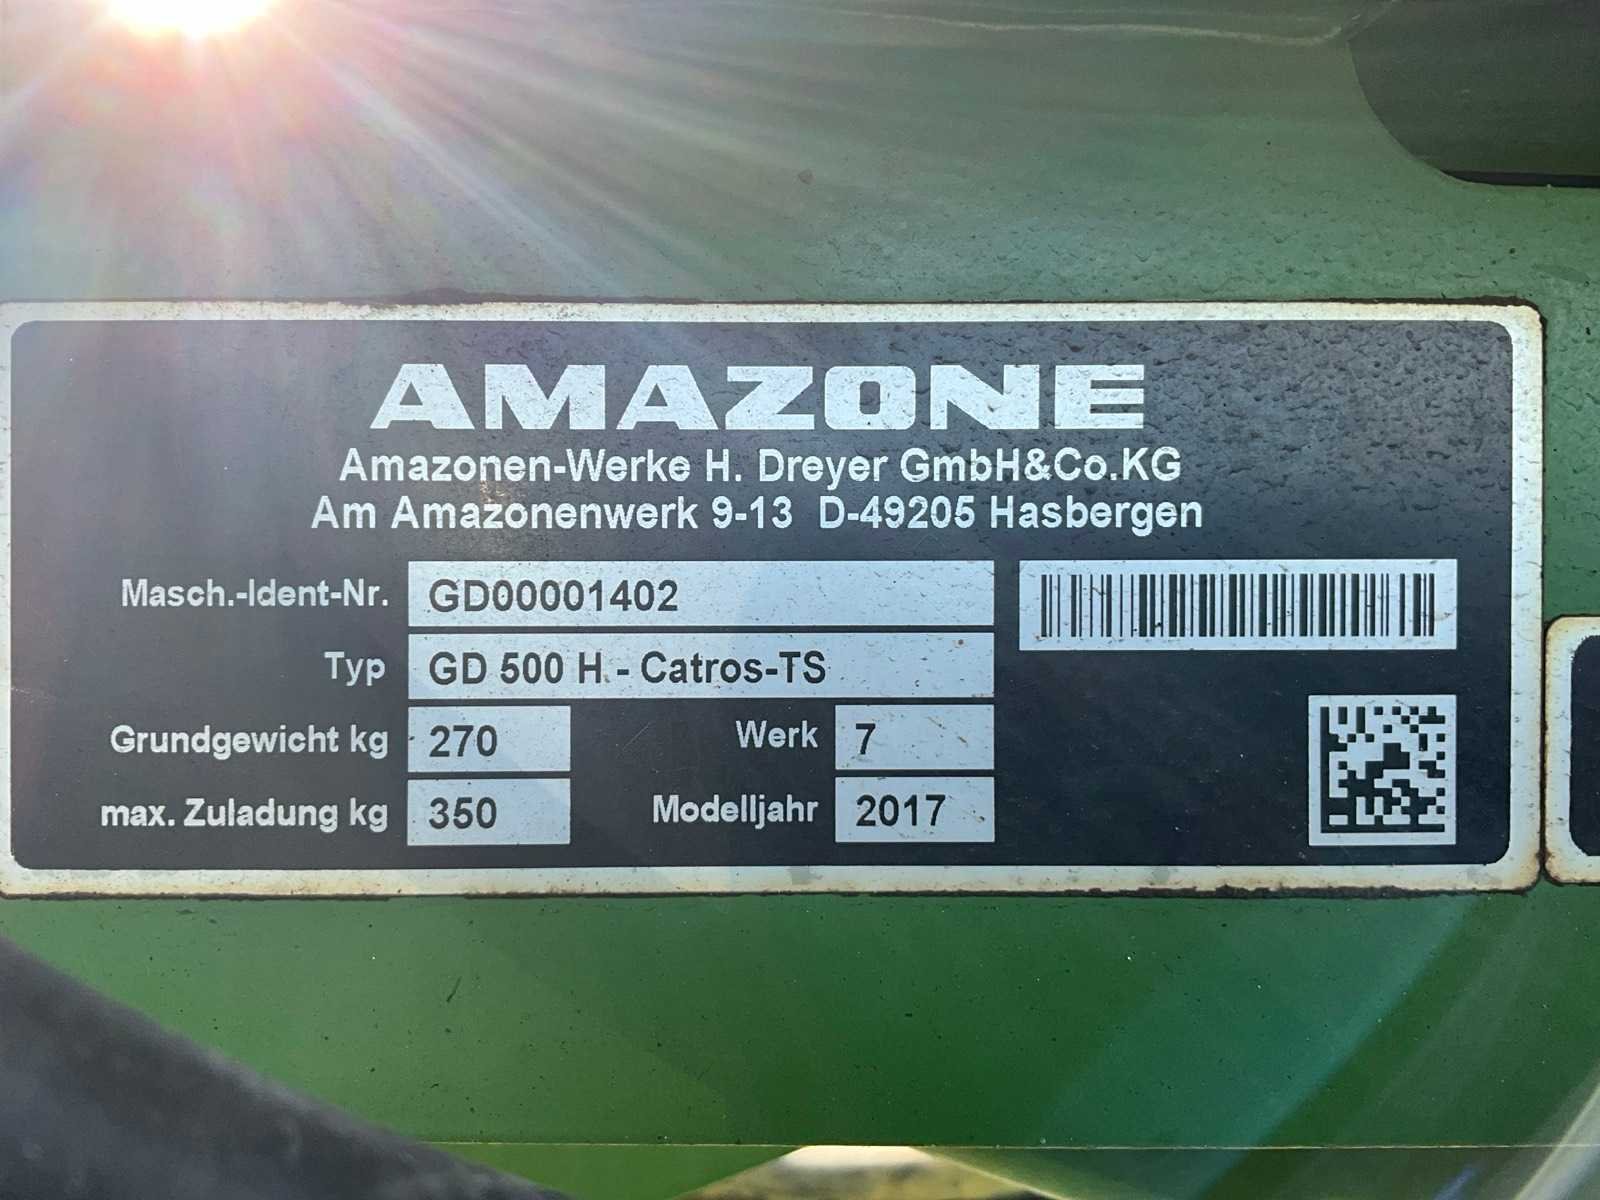 AMAZONE
Amazonen-Werke H. Dreyer GmbH&Co.KG
Am Amazonenwerk 9-13 D-49205 Hasbergen
Masch.-Ident-Nr. GD00001402
Typ GD 500 H - Catros-TS
Grundgewicht kg 270 Werk 7
max. Zuladung kg 350 Modelljahr 2017